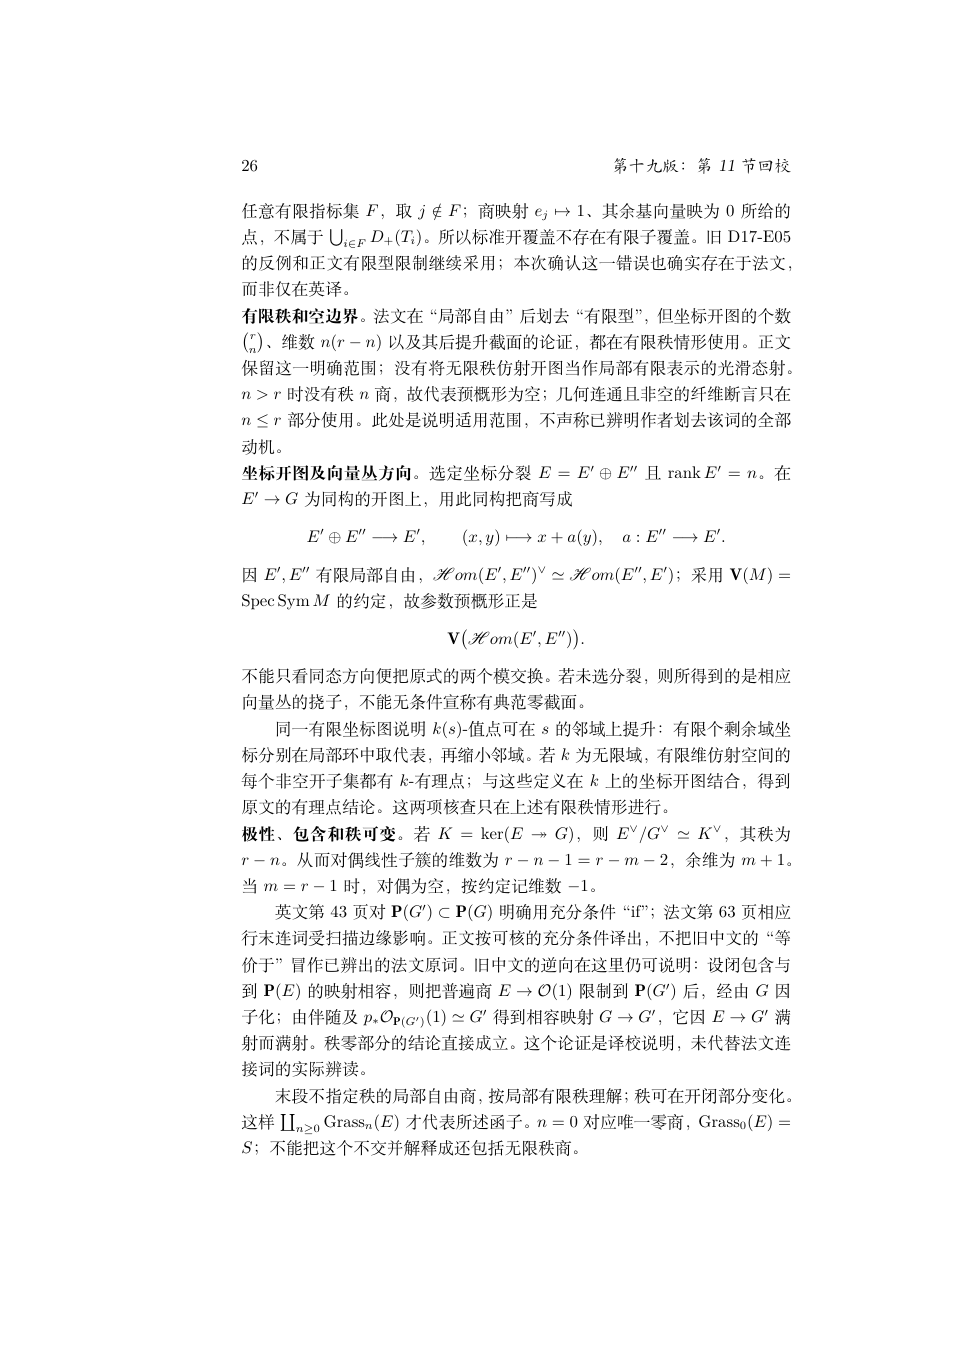 26 第十九版：第 11 节回校
任意有限指标集 F，取 j ∉ F；商映射 e_j ↦ 1、其余基向量映为 0 所给的
点，不属于 ⋃_{i∈F} D_+(T_i)。所以标准开覆盖不存在有限子覆盖。旧 D17-E05
的反例和正文有限型限制继续采用；本次确认这一错误也确实存在于法文，
而非仅在英译。
有限秩和空边界。法文在 “局部自由” 后划去 “有限型”，但坐标开图的个数
\binom{r}{n}、维数 n(r − n) 以及其后提升截面的论证，都在有限秩情形使用。正文
保留这一明确范围；没有将无限秩仿射开图当作局部有限表示的光滑态射。
n > r 时没有秩 n 商，故代表预概形为空；几何连通且非空的纤维断言只在
n ≤ r 部分使用。此处是说明适用范围，不声称已辨明作者划去该词的全部
动机。
坐标开图及向量丛方向。选定坐标分裂 E = E′ ⊕ E″ 且 rank E′ = n。在
E′ → G 为同构的开图上，用此同构把商写成
E′ ⊕ E″ ⟶ E′, (x, y) ⟼ x + a(y), a : E″ ⟶ E′.
因 E′, E″ 有限局部自由，ℋom(E′, E″)^∨ ≃ ℋom(E″, E′)；采用 V(M) =
Spec Sym M 的约定，故参数预概形正是
V(ℋom(E′, E″)).
不能只看同态方向便把原式的两个模交换。若未选分裂，则所得到的是相应
向量丛的挠子，不能无条件宣称有典范零截面。
同一有限坐标图说明 k(s)-值点可在 s 的邻域上提升：有限个剩余域坐
标分别在局部环中取代表，再缩小邻域。若 k 为无限域，有限维仿射空间的
每个非空开子集都有 k-有理点；与这些定义在 k 上的坐标开图结合，得到
原文的有理点结论。这两项核查只在上述有限秩情形进行。
极性、包含和秩可变。若 K = ker(E ↠ G)，则 E^∨/G^∨ ≃ K^∨，其秩为
r − n。从而对偶线性子簇的维数为 r − n − 1 = r − m − 2，余维为 m + 1。
当 m = r − 1 时，对偶为空，按约定记维数 −1。
英文第 43 页对 P(G′) ⊂ P(G) 明确用充分条件 “if”；法文第 63 页相应
行末连词受扫描边缘影响。正文按可核的充分条件译出，不把旧中文的 “等
价于” 冒作已辨出的法文原词。旧中文的逆向在这里仍可说明：设闭包含与
到 P(E) 的映射相容，则把普遍商 E → 𝒪(1) 限制到 P(G′) 后，经由 G 因
子化；由伴随及 p_*𝒪_{P(G′)}(1) ≃ G′ 得到相容映射 G → G′，它因 E → G′ 满
射而满射。秩零部分的结论直接成立。这个论证是译校说明，未代替法文连
接词的实际辨读。
末段不指定秩的局部自由商，按局部有限秩理解；秩可在开闭部分变化。
这样 ∐_{n≥0} Grass_n(E) 才代表所述函子。n = 0 对应唯一零商，Grass_0(E) =
S；不能把这个不交并解释成还包括无限秩商。